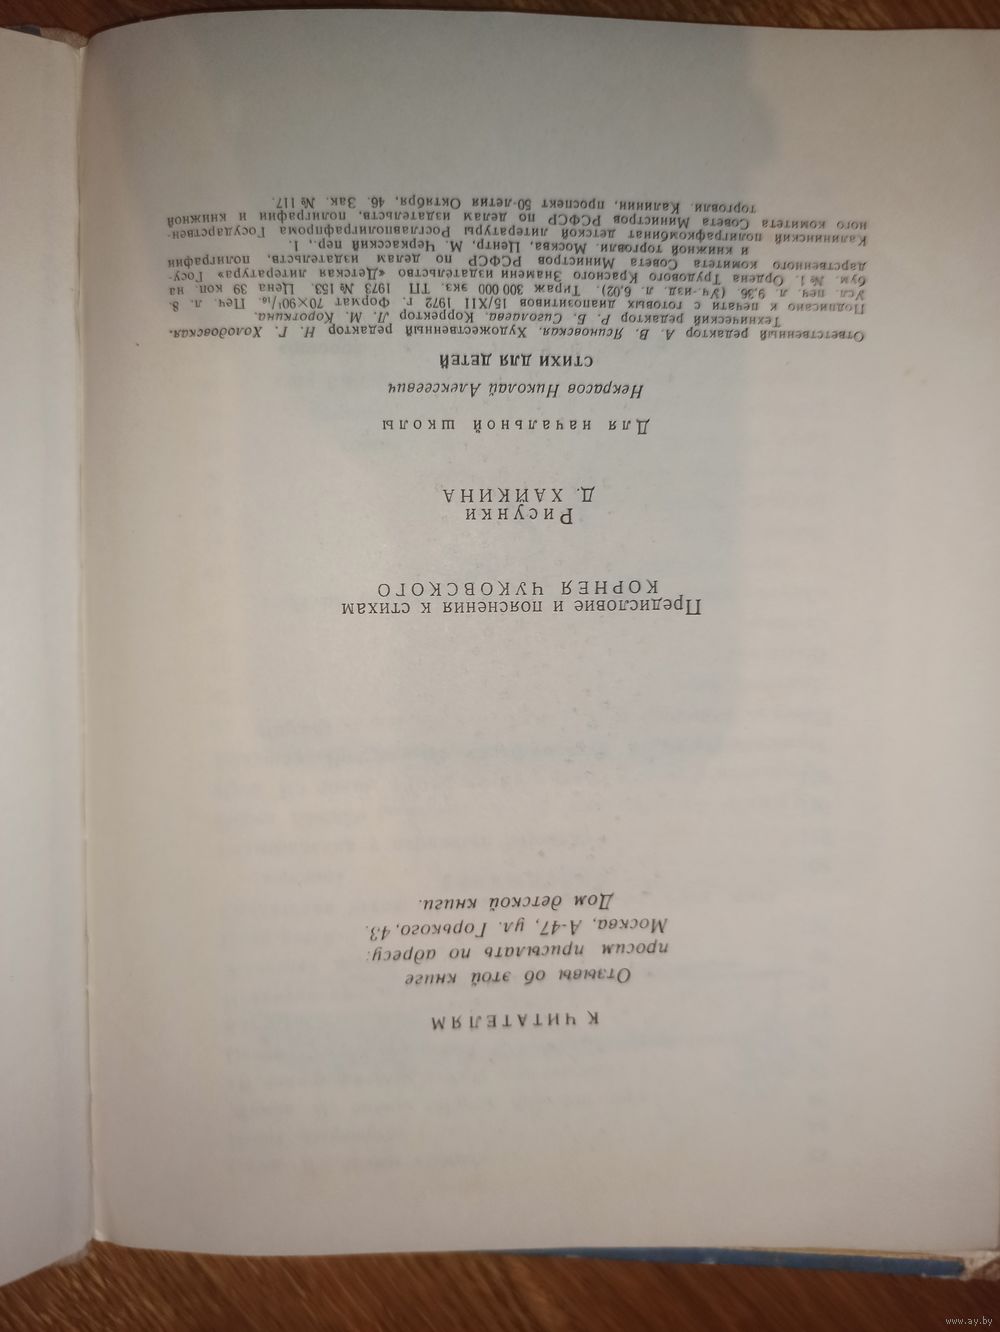 К ЧИТАТЕЛЯМ
Отзывы об этой книге
просим присылать по адресу:
Москва, А-47, ул. Горького, 43.
Дом детской книги.
Предисловие и пояснения к стихам
КОРНЕЯ ЧУКОВСКОГО
Рисунки
Д. ХАЙКИНА
Для начальной школы
Некрасов Николай Алексеевич
СТИХИ ДЛЯ ДЕТЕЙ
Ответственный редактор А. В. Ясиновская. Художественный редактор Н. Г. Холодовская.
Технический редактор Р. Б. Сиголаева. Корректор Л. М. Короткина.
Подписано к печати с готовых диапозитивов 15/XII 1972 г. Формат 70×90¹/₁₆. Печ. л. 8.
Усл. печ. л. 9,36. (Уч.-изд. л. 6,02). Тираж 300 000 экз. ТП 1973 № 153. Цена 39 коп. на
бум. № 1. Ордена Трудового Красного Знамени издательство «Детская литература» Госу-
дарственного комитета Совета Министров РСФСР по делам издательств, полиграфии
и книжной торговли. Москва, Центр, М. Черкасский пер., 1.
Калининский полиграфкомбинат детской литературы Росглавполиграфпрома Государствен-
ного комитета Совета Министров РСФСР по делам издательств, полиграфии и книжной
торговли. Калинин, проспект 50-летия Октября, 46. Зак. № 117.
www.ay.by